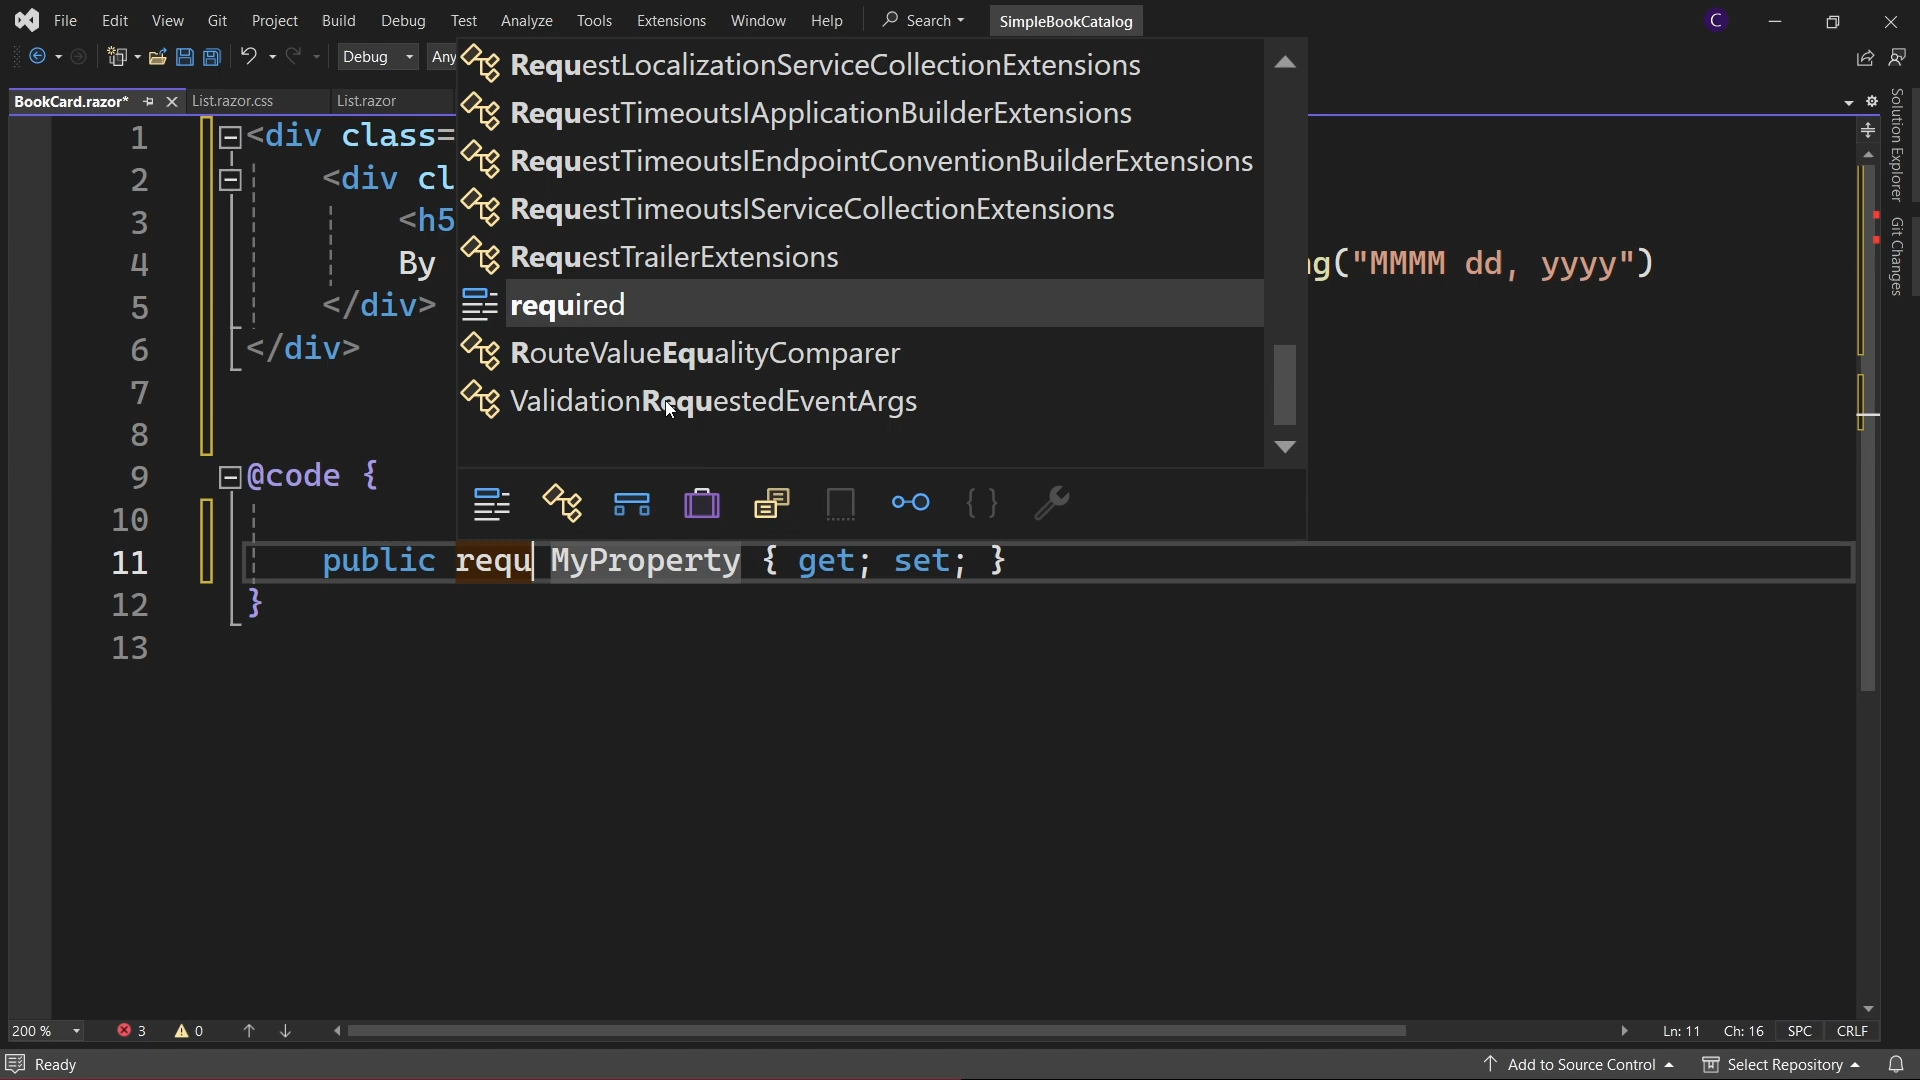 File Edit View Git Project Build Debug Test Analyze Tools Extensions Window Help Search SimpleBookCatalog C
Debug Any
BookCard.razor* List.razor.css List.razor
RequestLocalizationServiceCollectionExtensions
RequestTimeoutsIApplicationBuilderExtensions
RequestTimeoutsIEndpointConventionBuilderExtensions
RequestTimeoutsIServiceCollectionExtensions
RequestTrailerExtensions
required
RouteValueEqualityComparer
ValidationRequestedEventArgs
1 <div class=
2 <div cl
3 <h5
4 By g("MMMM dd, yyyy")
5 </div>
6 </div>
7
8
9 @code {
10
11 public requ MyProperty { get; set; }
12 }
13
Solution Explorer
Git Changes
200 % 3 0 Ln: 11 Ch: 16 SPC CRLF
Ready Add to Source Control Select Repository